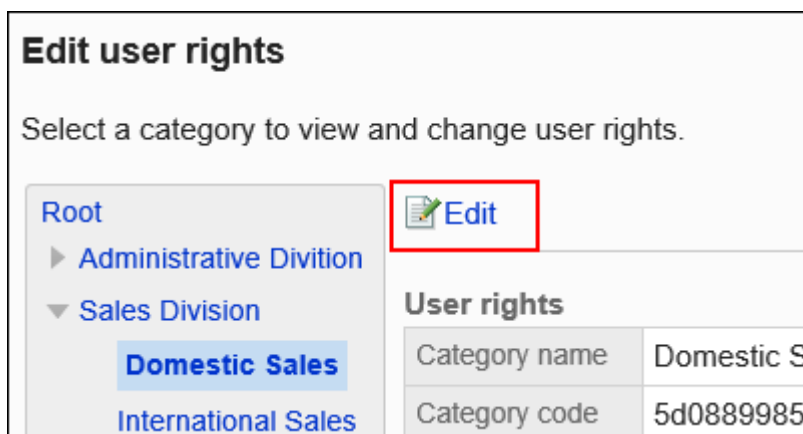 Edit user rights
Select a category to view and change user rights.
Root
Administrative Divition
Sales Division
Domestic Sales
International Sales
Edit
User rights
Category name Domestic S
Category code 5d0889985